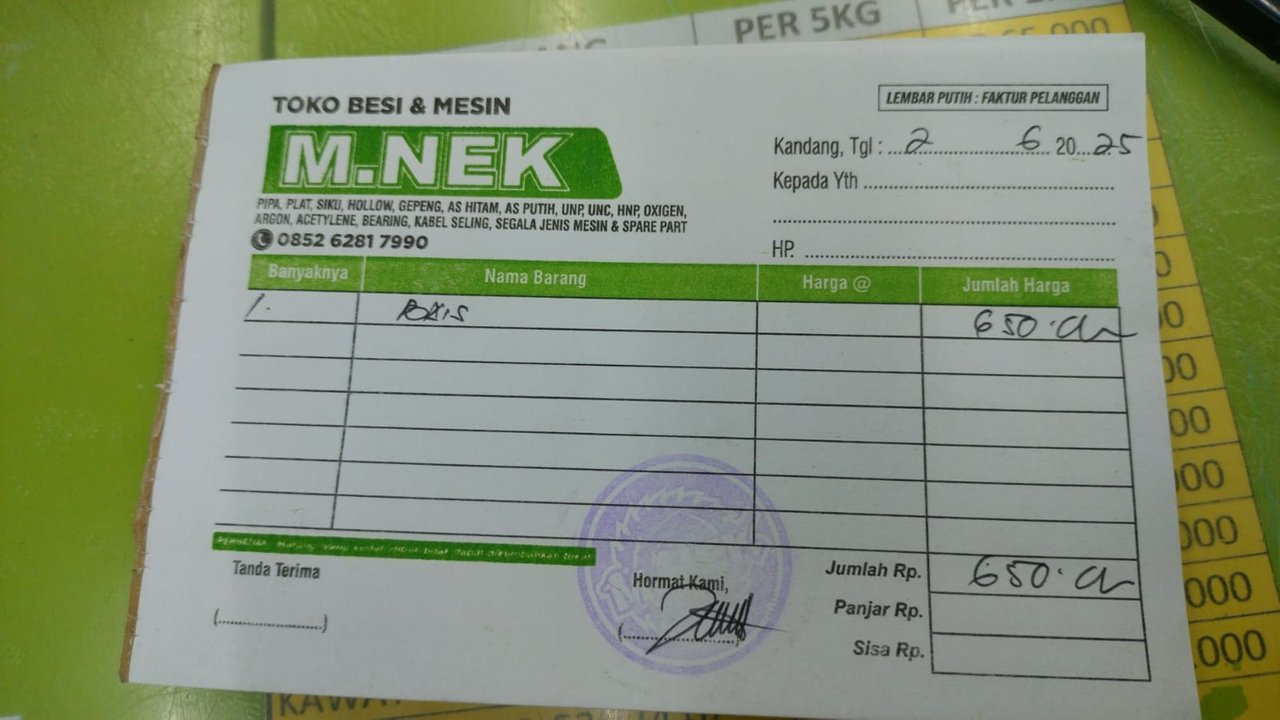 PER 5KG
TOKO BESI & MESIN
LEMBAR PUTIH : FAKTUR PELANGGAN
M.NEK
Kandang, Tgl : 2 6 2025
Kepada Yth
PIPA, PLAT, SIKU, HOLLOW, GEPENG, AS HITAM, AS PUTIH, UNP, UNC, HNP, OXIGEN,
ARGON, ACETYLENE, BEARING, KABEL SELING, SEGALA JENIS MESIN & SPARE PART
0852 6281 7990
HP.
Banyaknya Nama Barang Harga @ Jumlah Harga
1. 650.
Tanda Terima
Hormat Kami,
Jumlah Rp. 650.
Panjar Rp.
Sisa Rp.